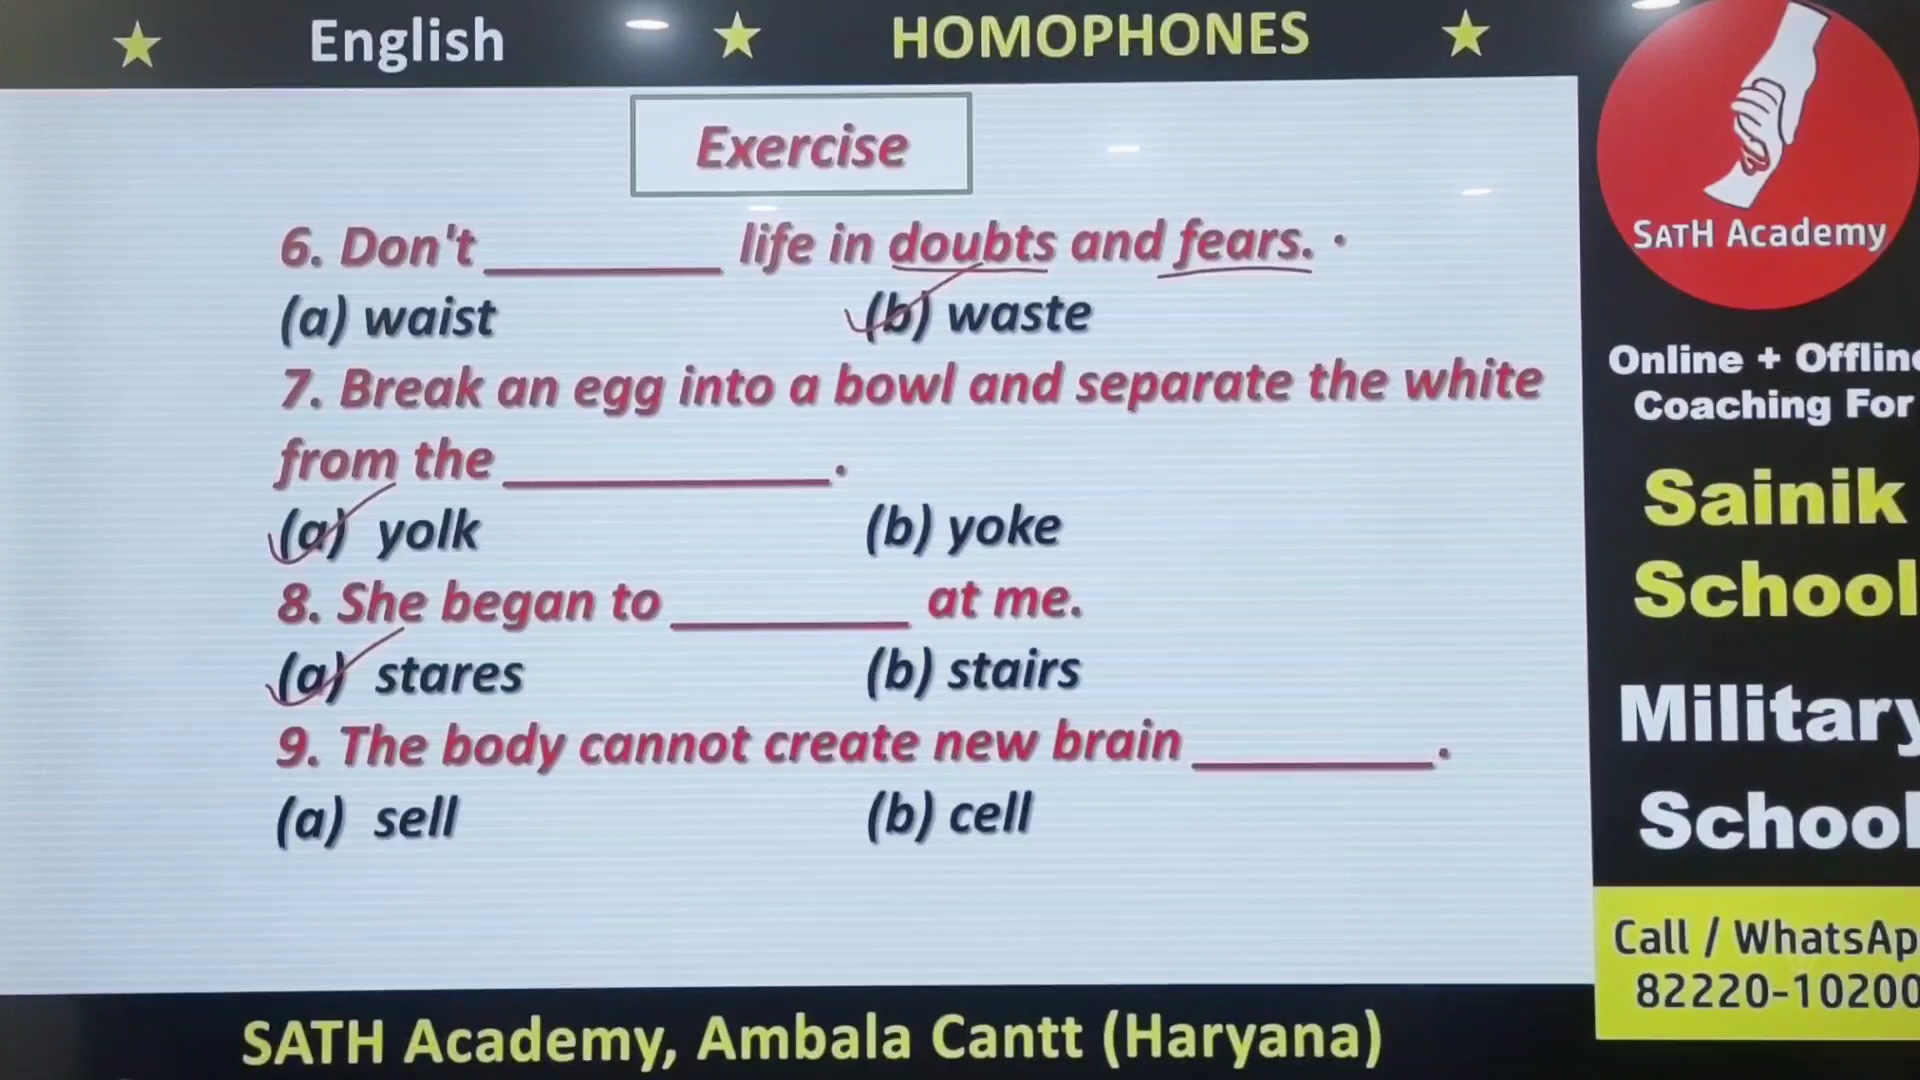 English HOMOPHONES
Exercise
6. Don't ________ life in doubts and fears.
(a) waist (b) waste
7. Break an egg into a bowl and separate the white
from the ____________.
(a) yolk (b) yoke
8. She began to ________ at me.
(a) stares (b) stairs
9. The body cannot create new brain ________.
(a) sell (b) cell
SATH Academy, Ambala Cantt (Haryana)
SATH Academy
Online + Offline
Coaching For
Sainik
School
Military
School
Call / WhatsAp
82220-10200